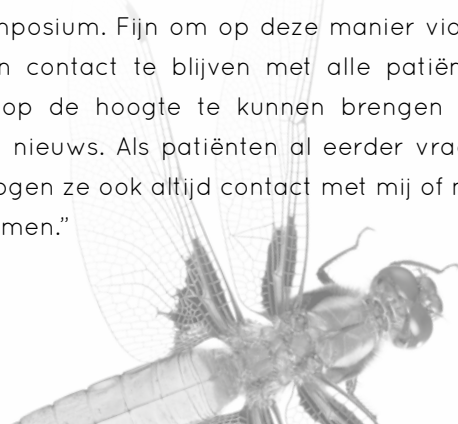 mposium. Fijn om op deze manier via
n contact te blijven met alle patiën
op de hoogte te kunnen brengen
nieuws. Als patiënten al eerder vra
ogen ze ook altijd contact met mij of
men.”